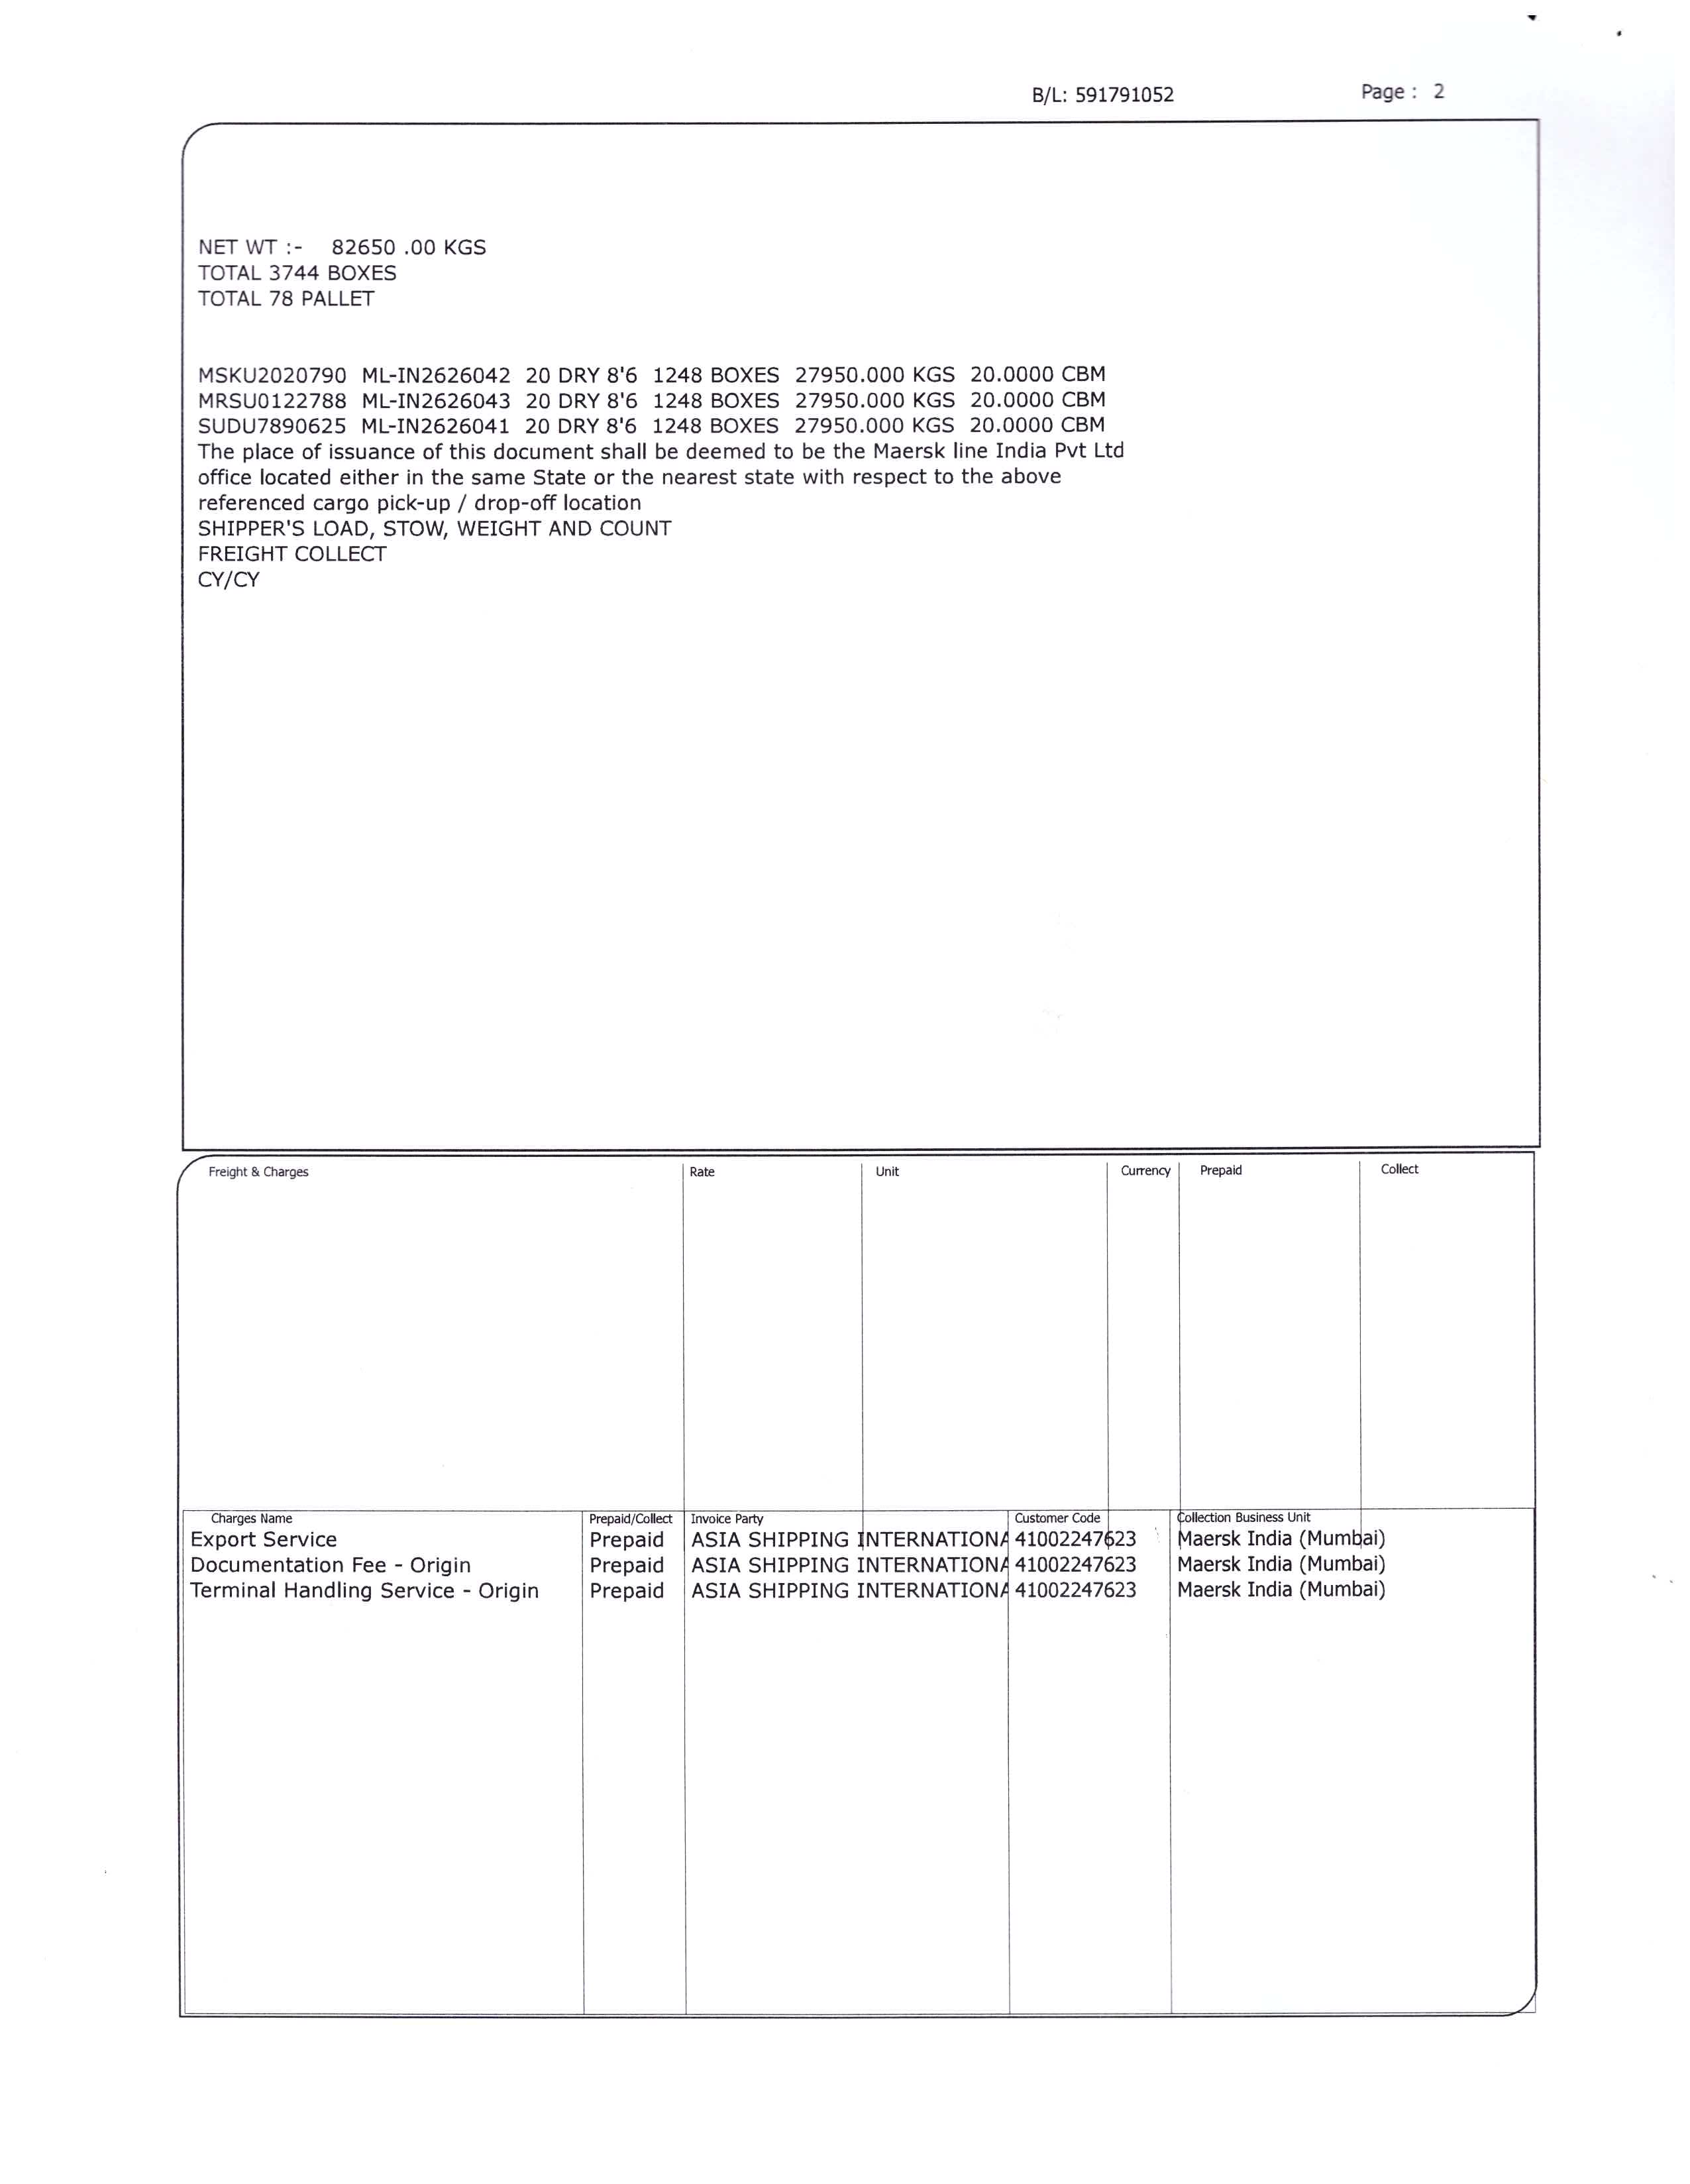 B/L: 591791052 Page : 2
NET WT :- 82650 .00 KGS
TOTAL 3744 BOXES
TOTAL 78 PALLET
MSKU2020790 ML-IN2626042 20 DRY 8'6 1248 BOXES 27950.000 KGS 20.0000 CBM
MRSU0122788 ML-IN2626043 20 DRY 8'6 1248 BOXES 27950.000 KGS 20.0000 CBM
SUDU7890625 ML-IN2626041 20 DRY 8'6 1248 BOXES 27950.000 KGS 20.0000 CBM
The place of issuance of this document shall be deemed to be the Maersk line India Pvt Ltd
office located either in the same State or the nearest state with respect to the above
referenced cargo pick-up / drop-off location
SHIPPER'S LOAD, STOW, WEIGHT AND COUNT
FREIGHT COLLECT
CY/CY
Freight & Charges Rate Unit Currency Prepaid Collect
Charges Name Prepaid/Collect Invoice Party Customer Code Collection Business Unit
Export Service Prepaid ASIA SHIPPING INTERNATIONA 41002247623 Maersk India (Mumbai)
Documentation Fee - Origin Prepaid ASIA SHIPPING INTERNATIONA 41002247623 Maersk India (Mumbai)
Terminal Handling Service - Origin Prepaid ASIA SHIPPING INTERNATIONA 41002247623 Maersk India (Mumbai)